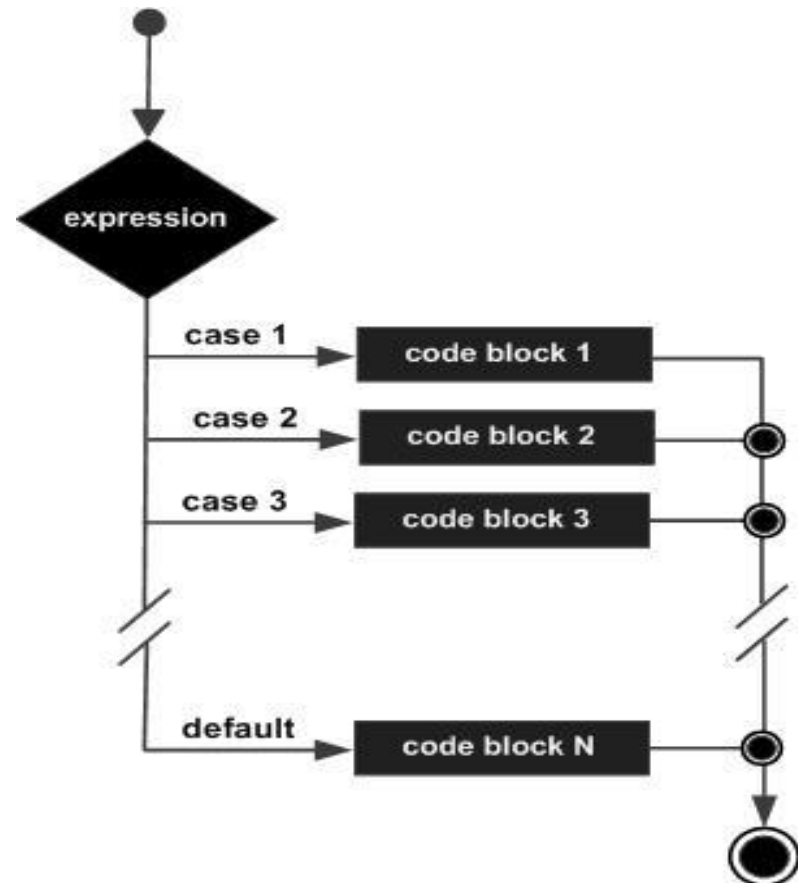 expression
case 1
code block 1
case 2
code block 2
case 3
code block 3
default
code block N